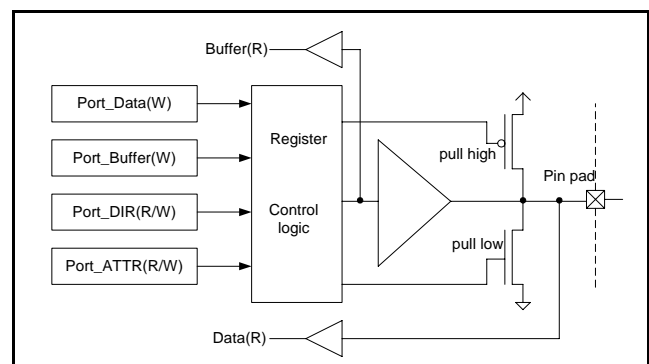 Buffer(R)
Port_Data(W)
Port_Buffer(W)
Port_DIR(R/W)
Port_ATTR(R/W)
Register
Control
logic
pull high
Pin pad
pull low
Data(R)